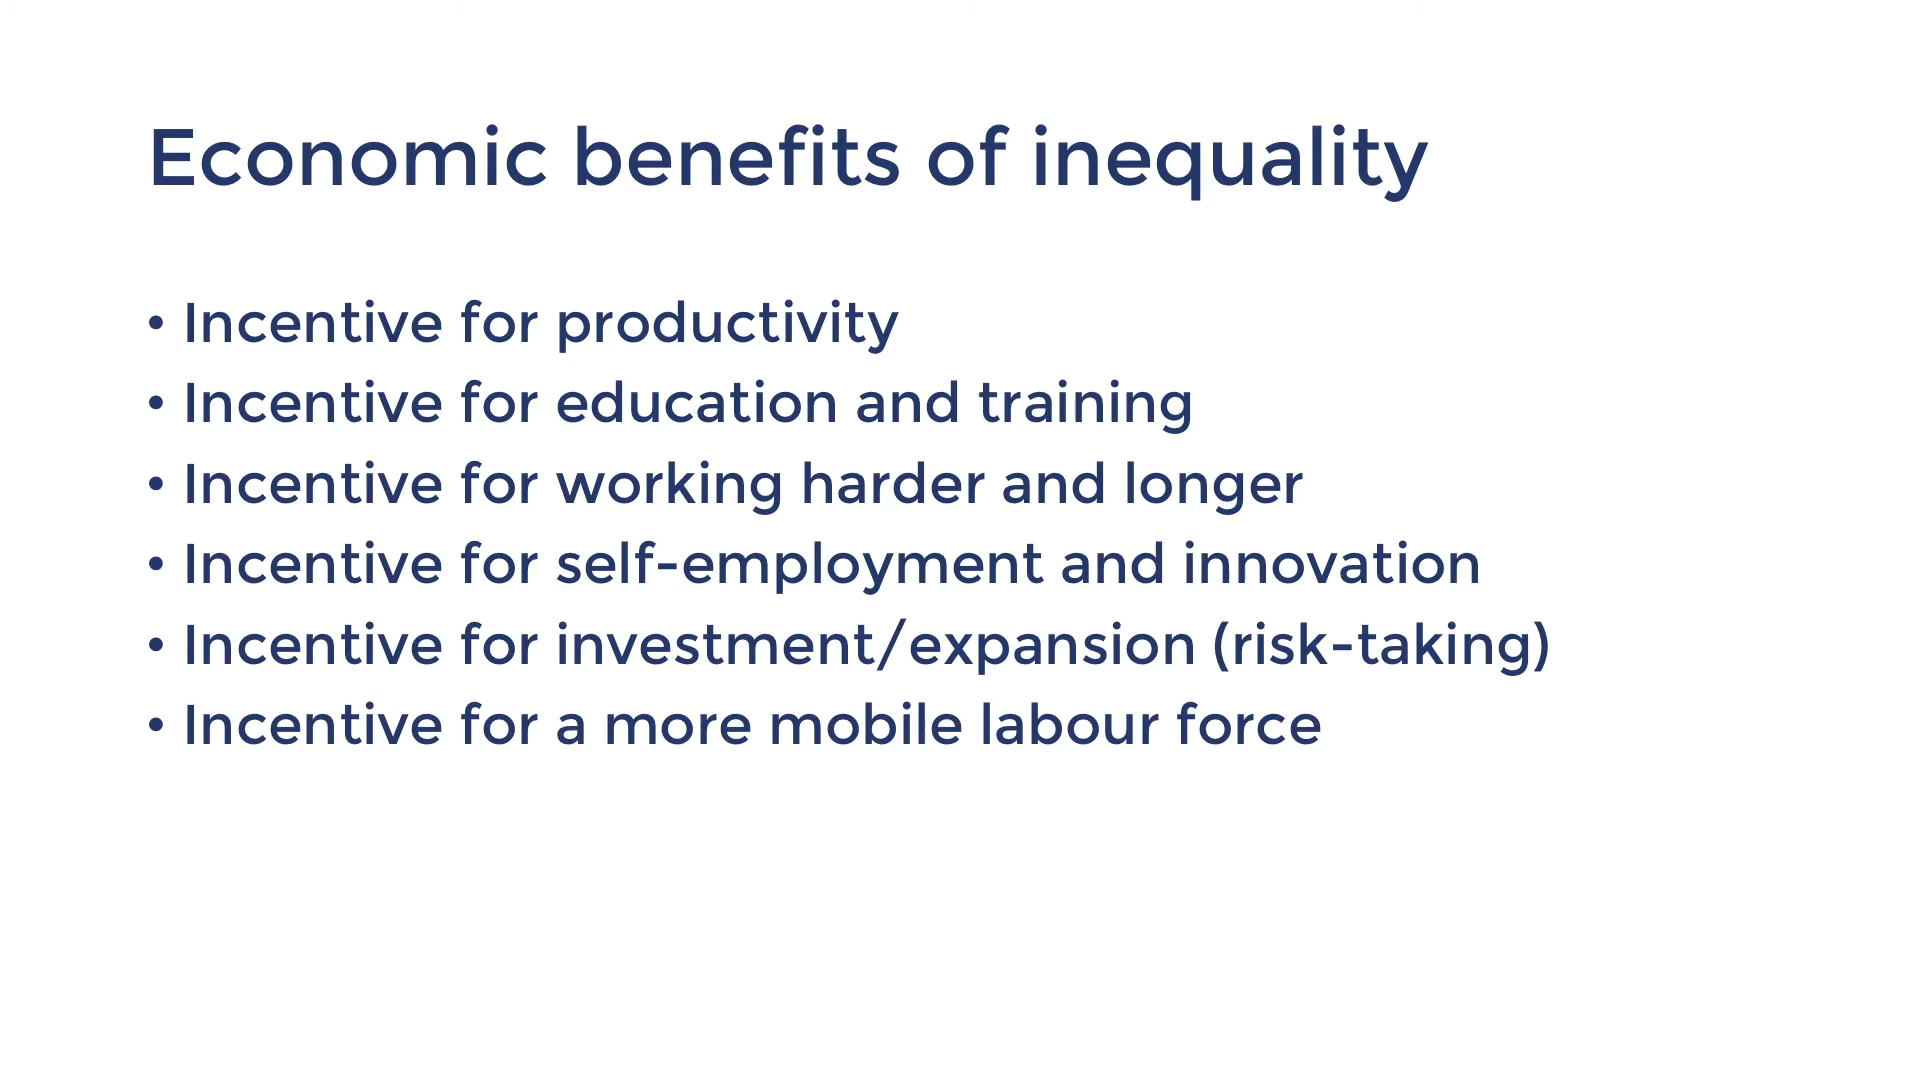 Economic benefits of inequality
• Incentive for productivity
• Incentive for education and training
• Incentive for working harder and longer
• Incentive for self-employment and innovation
• Incentive for investment/expansion (risk-taking)
• Incentive for a more mobile labour force